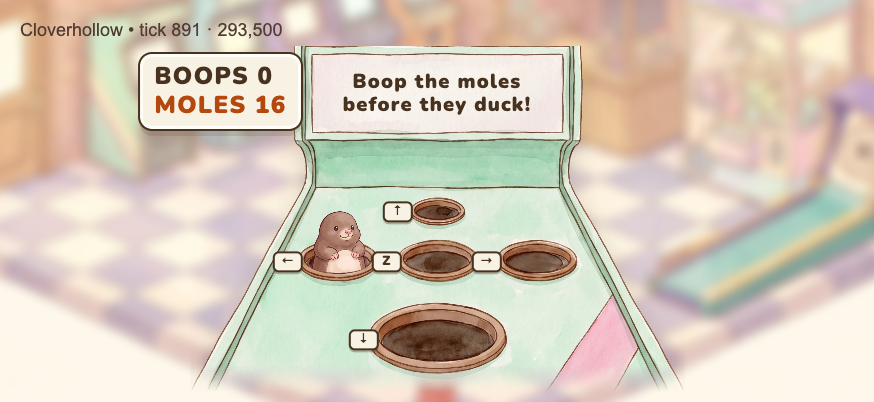 Cloverhollow • tick 891 · 293,500
BOOPS 0
MOLES 16
Boop the moles
before they duck!
↑
← Z →
↓